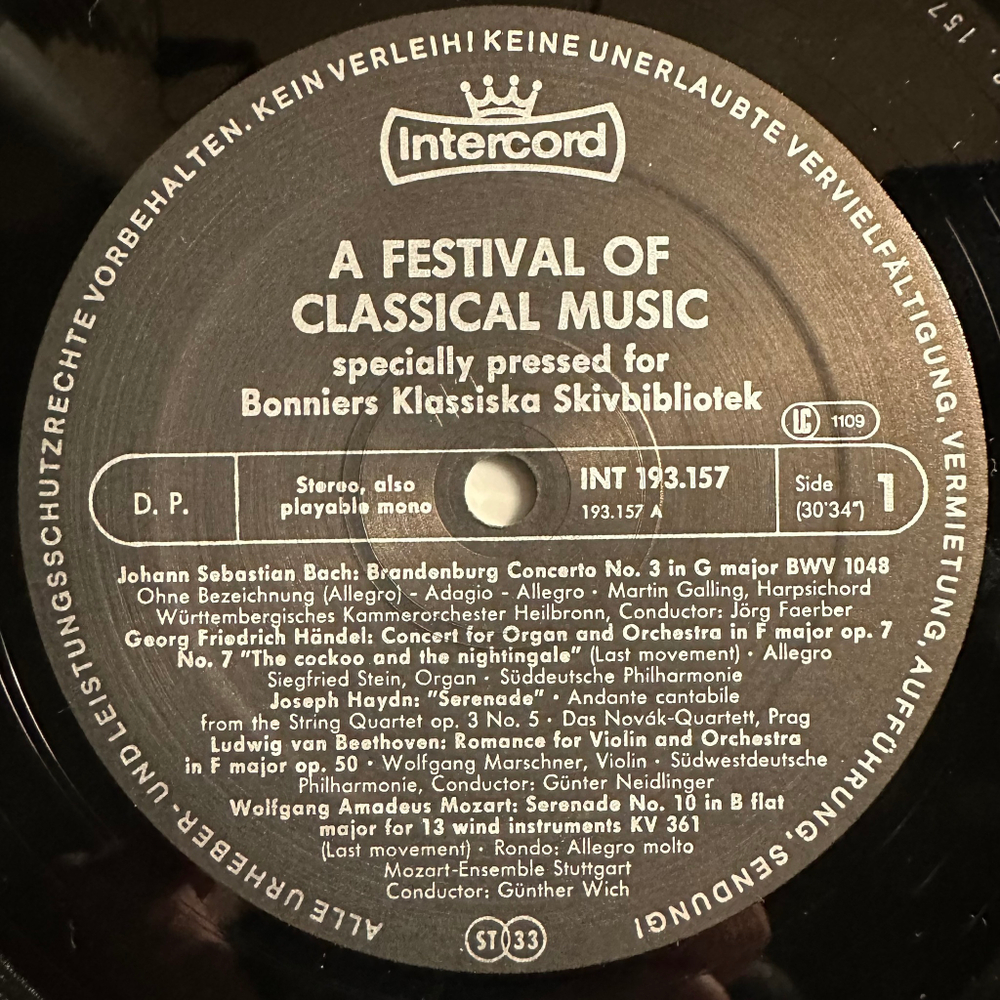 ALLE URHEBER- UND LEISTUNGSSCHUTZRECHTE VORBEHALTEN. KEIN VERLEIH! KEINE UNERLAUBTE VERVIELFÄLTIGUNG, VERMIETUNG, AUFFÜHRUNG, SENDUNG!
Intercord
A FESTIVAL OF
CLASSICAL MUSIC
specially pressed for
Bonniers Klassiska Skivbibliotek
LC 1109
D. P.
Stereo, also
playable mono
INT 193.157
193.157 A
Side 1
(30'34")
Johann Sebastian Bach: Brandenburg Concerto No. 3 in G major BWV 1048
Ohne Bezeichnung (Allegro) - Adagio - Allegro · Martin Galling, Harpsichord
Württembergisches Kammerorchester Heilbronn, Conductor: Jörg Faerber
Georg Friedrich Händel: Concert for Organ and Orchestra in F major op. 7
No. 7 "The cockoo and the nightingale" (Last movement) · Allegro
Siegfried Stein, Organ · Süddeutsche Philharmonie
Joseph Haydn: "Serenade" · Andante cantabile
from the String Quartet op. 3 No. 5 · Das Novák-Quartett, Prag
Ludwig van Beethoven: Romance for Violin and Orchestra
in F major op. 50 · Wolfgang Marschner, Violin · Südwestdeutsche
Philharmonie, Conductor: Günter Neidlinger
Wolfgang Amadeus Mozart: Serenade No. 10 in B flat
major for 13 wind instruments KV 361
(Last movement) · Rondo: Allegro molto
Mozart-Ensemble Stuttgart
Conductor: Günther Wich
ST 33
157